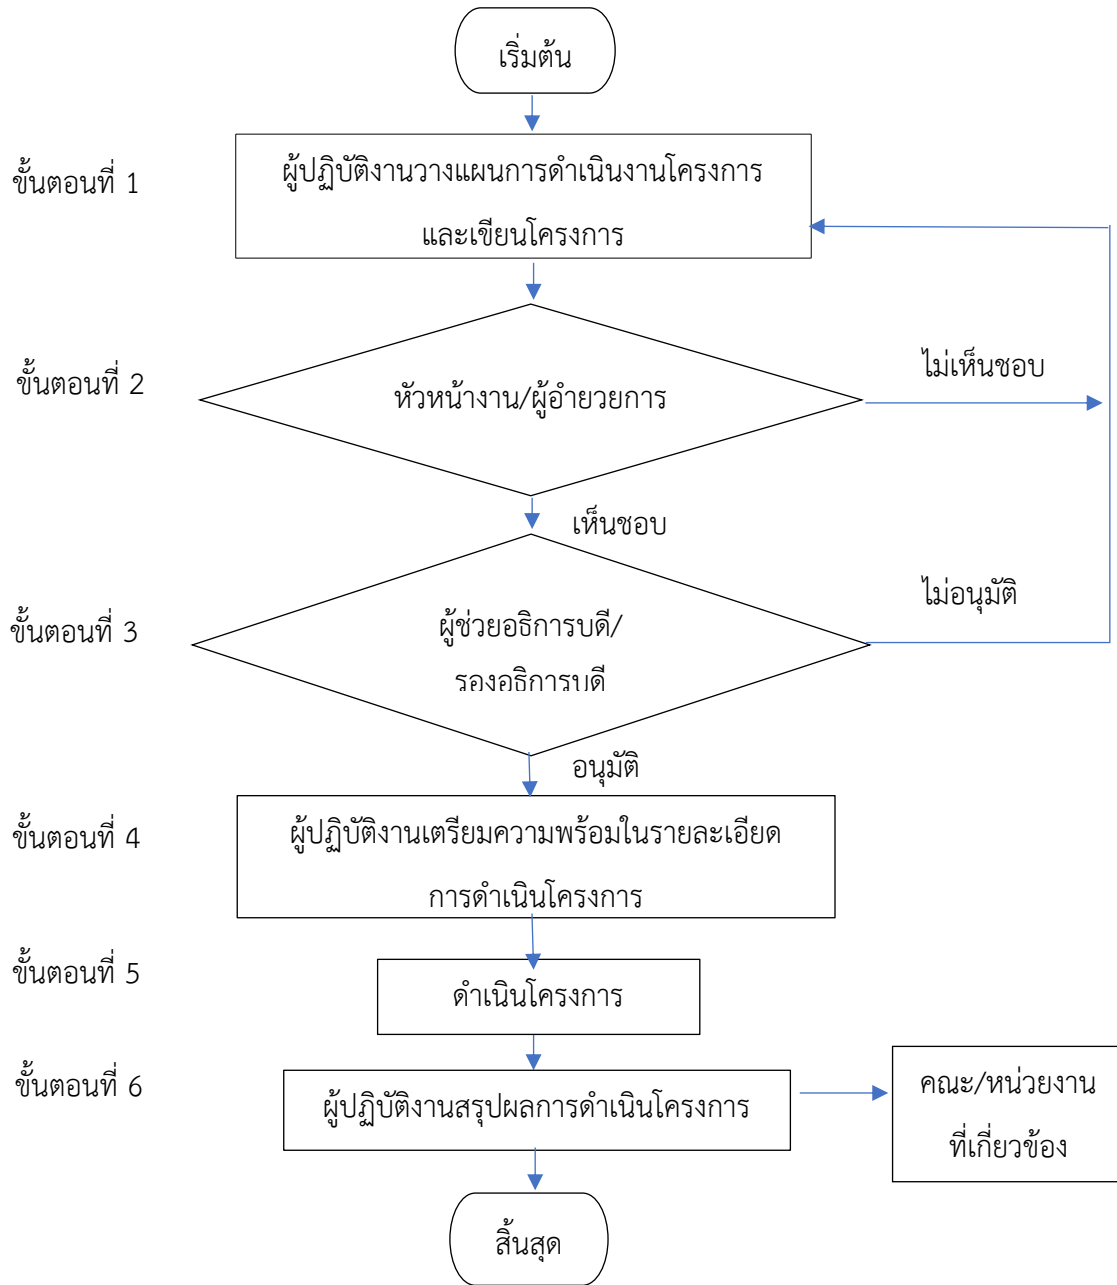 เริ่มต้น
ขั้นตอนที่ 1
ผู้ปฏิบัติงานวางแผนการดำเนินงานโครงการ
และเขียนโครงการ
ขั้นตอนที่ 2
หัวหน้างาน/ผู้อำยวยการ
ไม่เห็นชอบ
เห็นชอบ
ขั้นตอนที่ 3
ผู้ช่วยอธิการบดี/
รองอธิการบดี
ไม่อนุมัติ
อนุมัติ
ขั้นตอนที่ 4
ผู้ปฏิบัติงานเตรียมความพร้อมในรายละเอียด
การดำเนินโครงการ
ขั้นตอนที่ 5
ดำเนินโครงการ
ขั้นตอนที่ 6
ผู้ปฏิบัติงานสรุปผลการดำเนินโครงการ
คณะ/หน่วยงาน
ที่เกี่ยวข้อง
สิ้นสุด